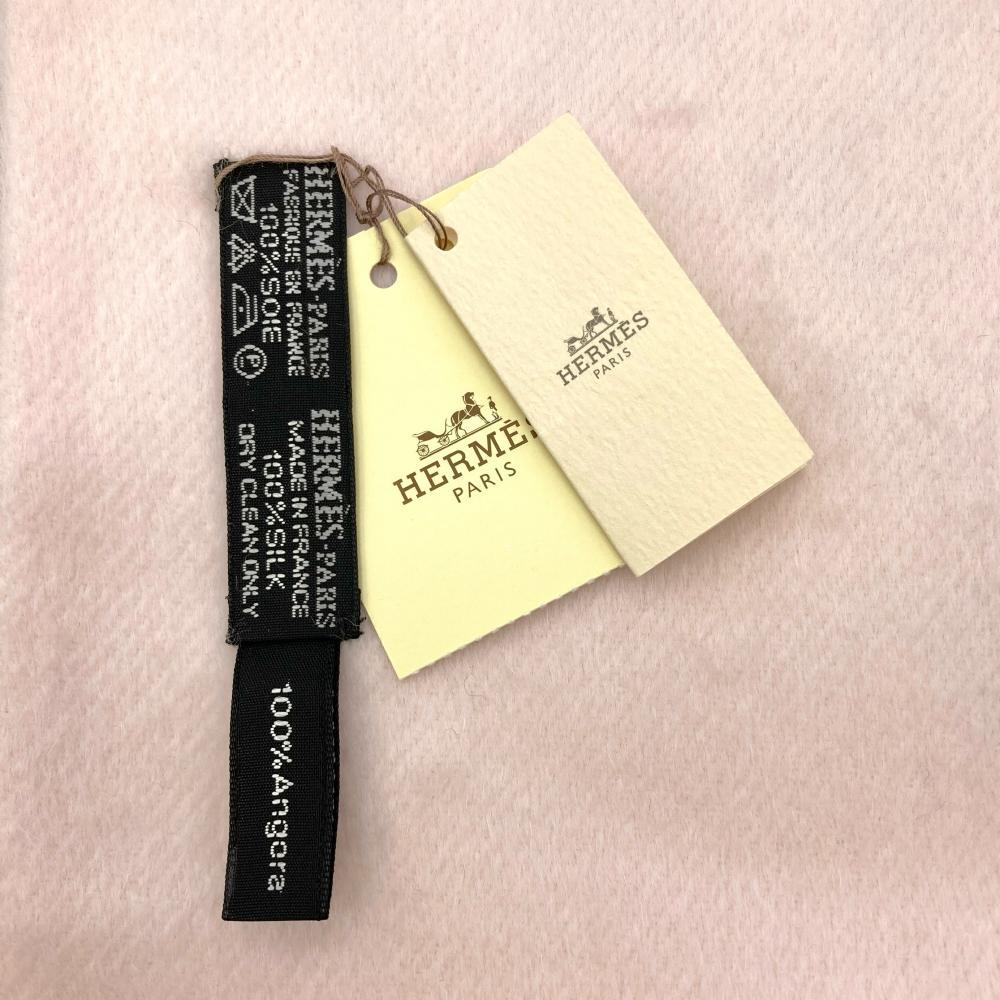 HERMÈS-PARIS
FABRIQUE EN FRANCE
100%SOIE
P
HERMÈS-PARIS
MADE IN FRANCE
100%SILK
DRY CLEAN ONLY
100%Angora
HERMÈS
PARIS
HERMÈS
PARIS